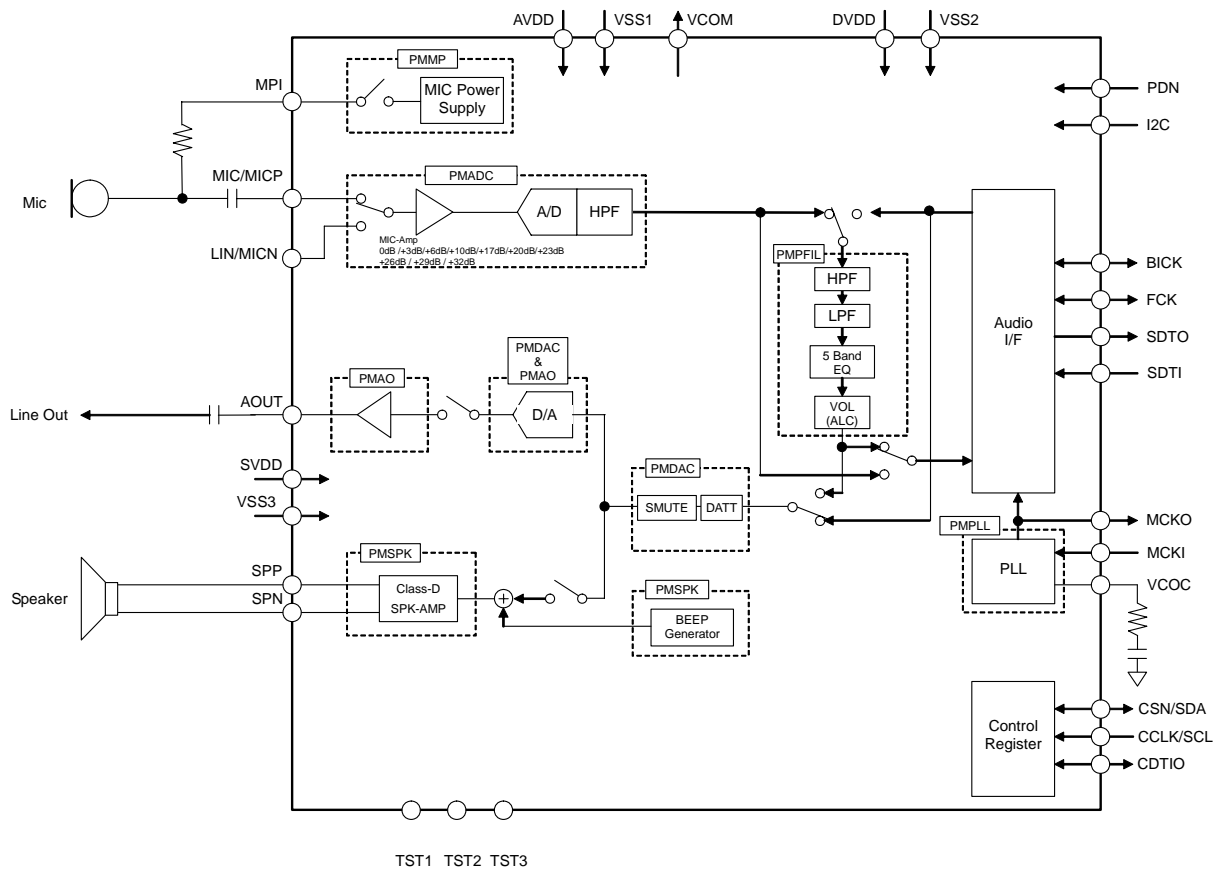 AVDD
VSS1
VCOM
DVDD
VSS2
PMMP
MPI
MIC Power
Supply
PDN
I2C
MIC/MICP
PMADC
Mic
A/D
HPF
MIC-Amp
0dB /+3dB/+6dB/+10dB/+17dB/+20dB/+23dB
+26dB / +29dB / +32dB
LIN/MICN
PMPFIL
HPF
LPF
5 Band
EQ
VOL
(ALC)
Audio
I/F
BICK
FCK
SDTO
SDTI
PMDAC
&
PMAO
PMAO
D/A
AOUT
Line Out
SVDD
VSS3
PMDAC
SMUTE
DATT
PMPLL
PLL
MCKO
MCKI
VCOC
PMSPK
SPP
Class-D
SPK-AMP
Speaker
SPN
PMSPK
BEEP
Generator
Control
Register
CSN/SDA
CCLK/SCL
CDTIO
TST1
TST2
TST3